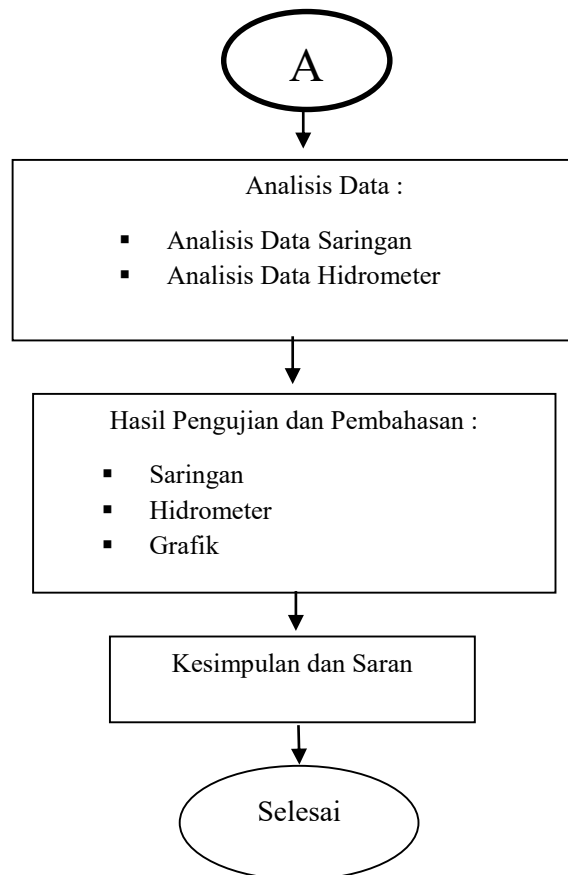 A
Analisis Data :
▪ Analisis Data Saringan
▪ Analisis Data Hidrometer
Hasil Pengujian dan Pembahasan :
▪ Saringan
▪ Hidrometer
▪ Grafik
Kesimpulan dan Saran
Selesai